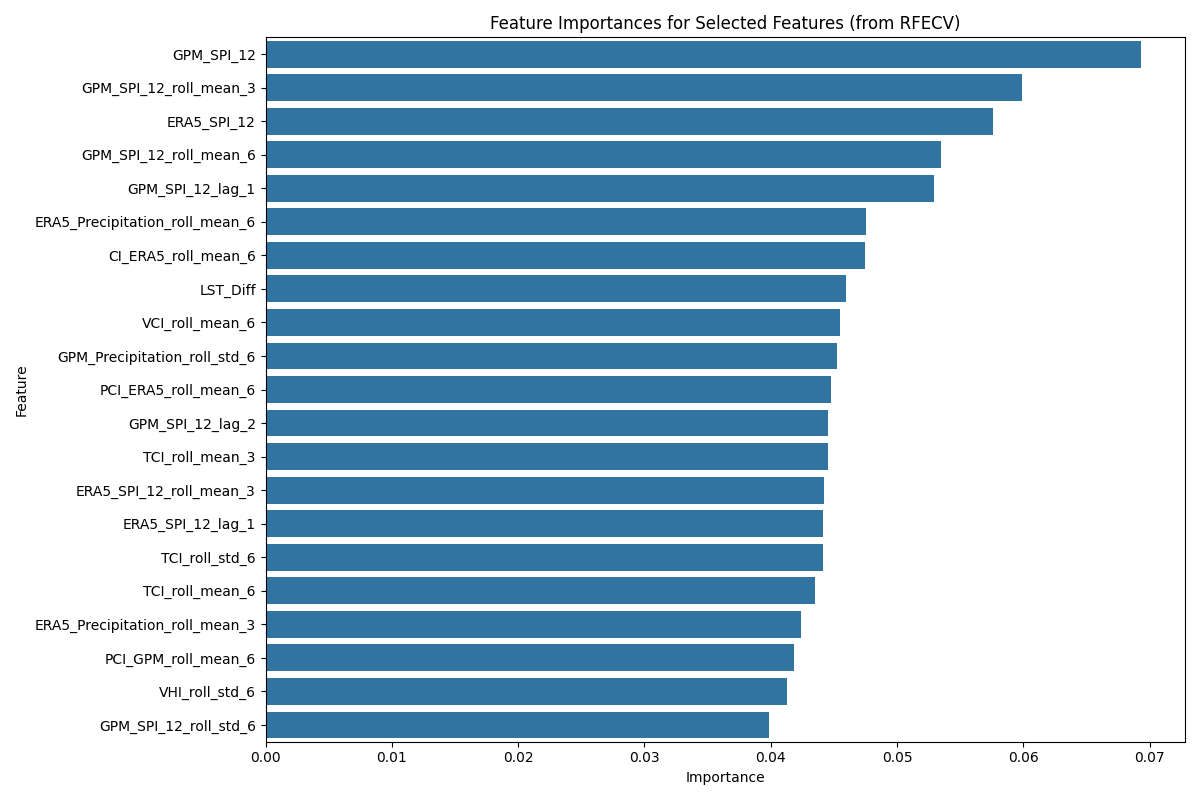 Feature Importances for Selected Features (from RFECV)
GPM_SPI_12
GPM_SPI_12_roll_mean_3
ERA5_SPI_12
GPM_SPI_12_roll_mean_6
GPM_SPI_12_lag_1
ERA5_Precipitation_roll_mean_6
CI_ERA5_roll_mean_6
LST_Diff
VCI_roll_mean_6
GPM_Precipitation_roll_std_6
PCI_ERA5_roll_mean_6
GPM_SPI_12_lag_2
TCI_roll_mean_3
ERA5_SPI_12_roll_mean_3
ERA5_SPI_12_lag_1
TCI_roll_std_6
TCI_roll_mean_6
ERA5_Precipitation_roll_mean_3
PCI_GPM_roll_mean_6
VHI_roll_std_6
GPM_SPI_12_roll_std_6
Feature
0.00 0.01 0.02 0.03 0.04 0.05 0.06 0.07
Importance